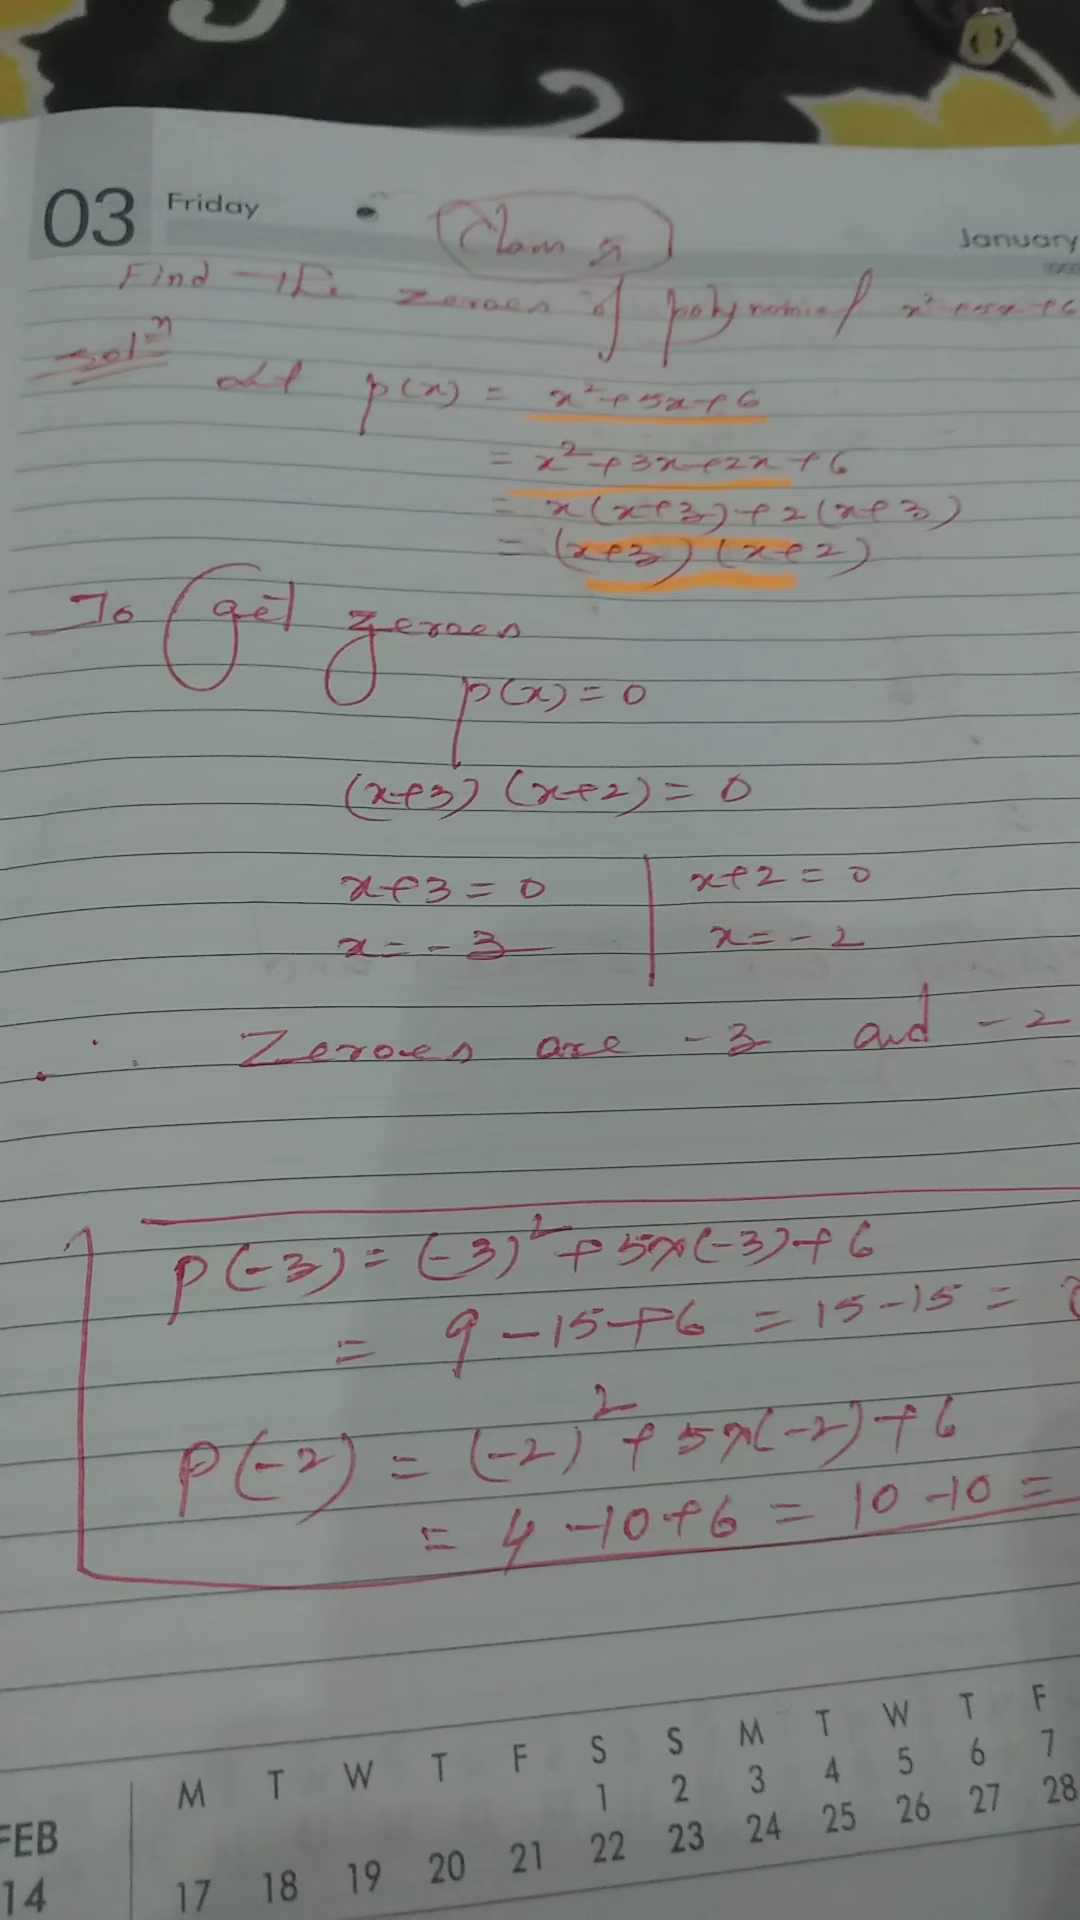 03 Friday
January
Class 9
Find the zeroes of polynomial x² + 5x + 6
Solⁿ
Let p(x) = x² + 5x + 6
= x² + 3x + 2x + 6
= x(x+3) + 2(x+3)
= (x+3) (x+2)
To get zeroes
p(x) = 0
(x+3) (x+2) = 0
x+3 = 0 x+2 = 0
x = -3 x = -2
∴ Zeroes are -3 and -2
P(-3) = (-3)² + 5×(-3) + 6
= 9 - 15 + 6 = 15 - 15 =
P(-2) = (-2)² + 5×(-2) + 6
= 4 - 10 + 6 = 10 - 10 =
M T W T F S S M T W T F
FEB 1 2 3 4 5 6 7
14 17 18 19 20 21 22 23 24 25 26 27 28